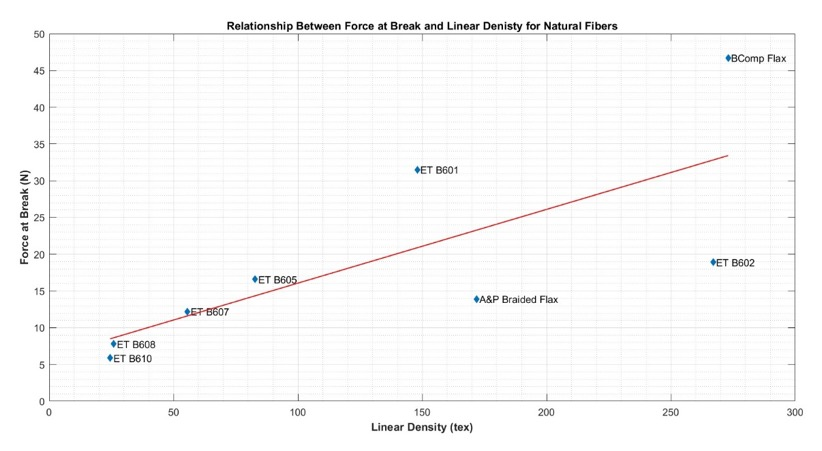 Relationship Between Force at Break and Linear Denisty for Natural Fibers
50
45
40
35
30
25
20
15
10
5
0
Force at Break (N)
BComp Flax
ET B601
ET B602
ET B605
A&P Braided Flax
ET B607
ET B608
ET B610
0 50 100 150 200 250 300
Linear Density (tex)